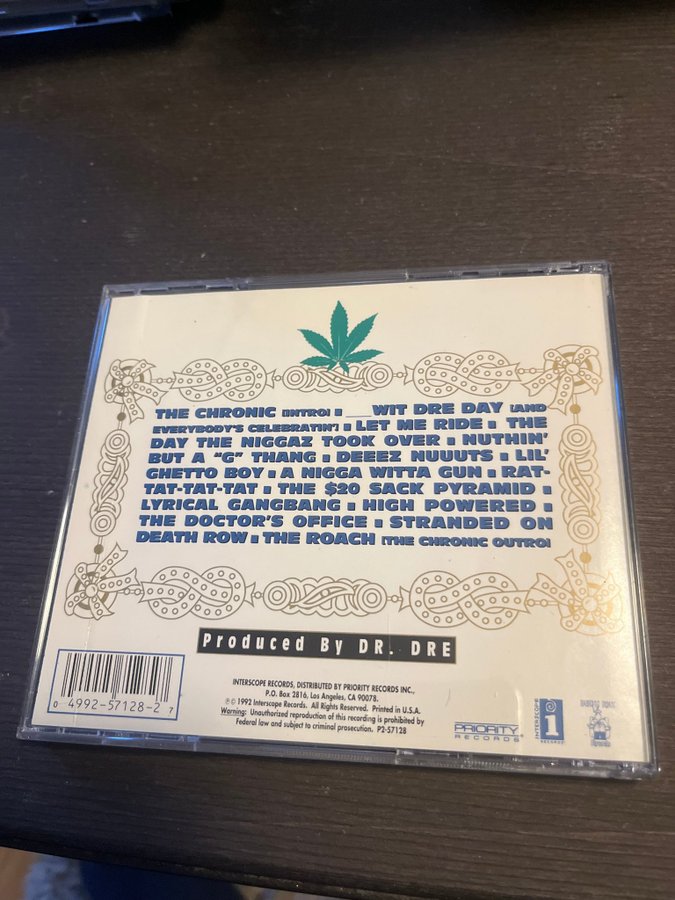 THE CHRONIC [INTRO] ▪ __WIT DRE DAY [AND
EVERYBODY'S CELEBRATIN'] ▪ LET ME RIDE ▪ THE
DAY THE NIGGAZ TOOK OVER ▪ NUTHIN'
BUT A "G" THANG ▪ DEEEZ NUUUTS ▪ LIL'
GHETTO BOY ▪ A NIGGA WITTA GUN ▪ RAT-
TAT-TAT-TAT ▪ THE $20 SACK PYRAMID ▪
LYRICAL GANGBANG ▪ HIGH POWERED ▪
THE DOCTOR'S OFFICE ▪ STRANDED ON
DEATH ROW ▪ THE ROACH [THE CHRONIC OUTRO]
Produced By DR. DRE
0 4992-57128-2 7
INTERSCOPE RECORDS, DISTRIBUTED BY PRIORITY RECORDS INC.,
P.O. Box 2816, Los Angeles, CA 90078.
℗ © 1992 Interscope Records. All Rights Reserved. Printed in U.S.A.
Warning: Unauthorized reproduction of this recording is prohibited by
Federal law and subject to criminal prosecution. P2-57128
PRIORITY
RECORDS
INTERSCOPE
i
RECORDS